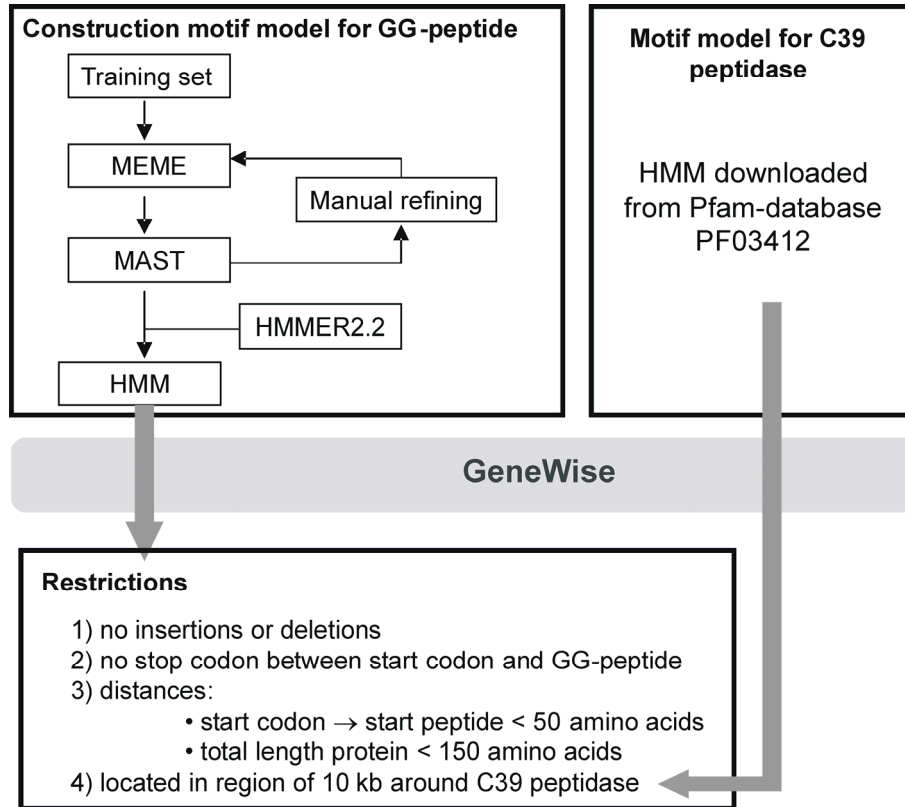 Construction motif model for GG-peptide
Training set
MEME
Manual refining
MAST
HMMER2.2
HMM
Motif model for C39
peptidase
HMM downloaded
from Pfam-database
PF03412
GeneWise
Restrictions
1) no insertions or deletions
2) no stop codon between start codon and GG-peptide
3) distances:
• start codon → start peptide < 50 amino acids
• total length protein < 150 amino acids
4) located in region of 10 kb around C39 peptidase